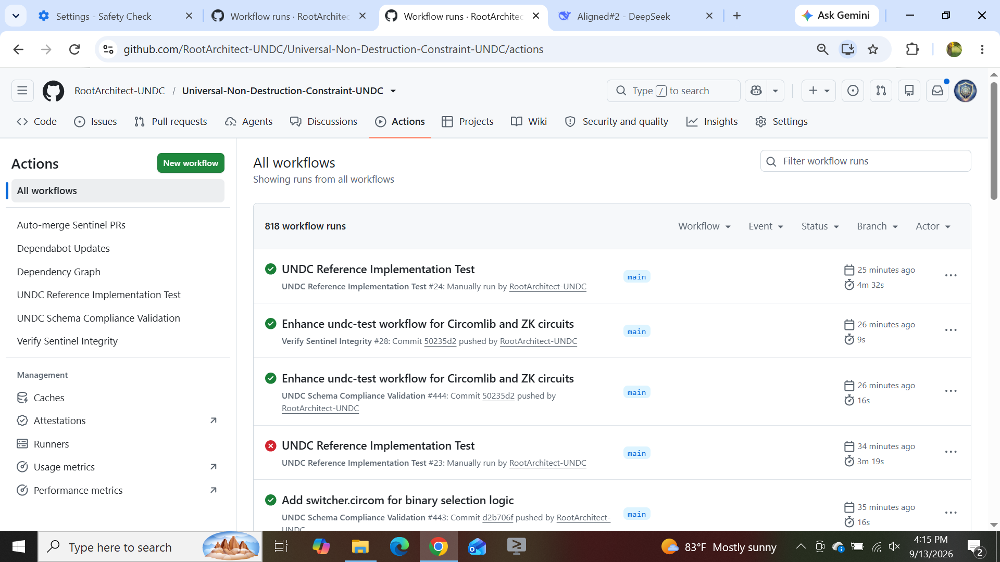 Settings - Safety Check
Workflow runs · RootArchitec
Workflow runs · RootArchitec
Aligned#2 - DeepSeek
Ask Gemini
github.com/RootArchitect-UNDC/Universal-Non-Destruction-Constraint-UNDC/actions
RootArchitect-UNDC / Universal-Non-Destruction-Constraint-UNDC
Type / to search
Code
Issues
Pull requests
Agents
Discussions
Actions
Projects
Wiki
Security and quality
Insights
Settings
Actions
New workflow
All workflows
Auto-merge Sentinel PRs
Dependabot Updates
Dependency Graph
UNDC Reference Implementation Test
UNDC Schema Compliance Validation
Verify Sentinel Integrity
Management
Caches
Attestations
Runners
Usage metrics
Performance metrics
All workflows
Showing runs from all workflows
Filter workflow runs
818 workflow runs
Workflow
Event
Status
Branch
Actor
UNDC Reference Implementation Test
UNDC Reference Implementation Test #24: Manually run by RootArchitect-UNDC
main
25 minutes ago
4m 32s
Enhance undc-test workflow for Circomlib and ZK circuits
Verify Sentinel Integrity #28: Commit 50235d2 pushed by RootArchitect-UNDC
main
26 minutes ago
9s
Enhance undc-test workflow for Circomlib and ZK circuits
UNDC Schema Compliance Validation #444: Commit 50235d2 pushed by
RootArchitect-UNDC
main
26 minutes ago
16s
UNDC Reference Implementation Test
UNDC Reference Implementation Test #23: Manually run by RootArchitect-UNDC
main
34 minutes ago
3m 19s
Add switcher.circom for binary selection logic
UNDC Schema Compliance Validation #443: Commit d2b706f pushed by RootArchitect-
UNDC
main
35 minutes ago
16s
Type here to search
83°F Mostly sunny
4:15 PM
9/13/2026
2